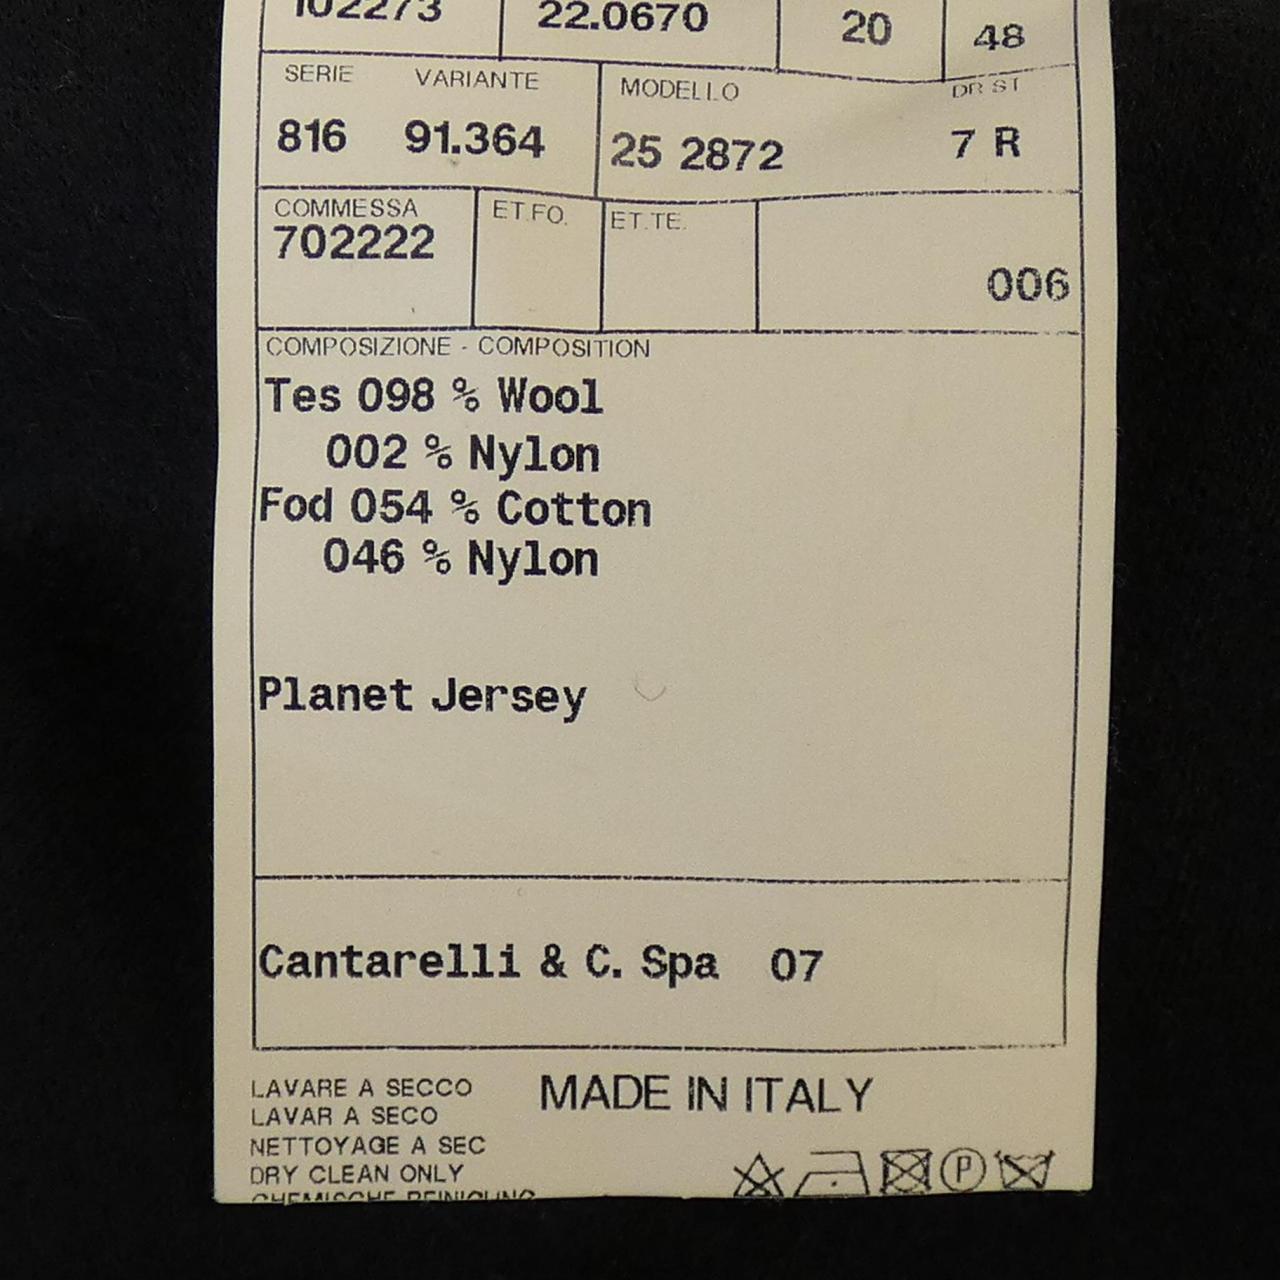 102273 22.0670 20 48
SERIE VARIANTE MODELLO DR ST
816 91.364 25 2872 7 R
COMMESSA ET.FO. ET.TE.
702222
006
COMPOSIZIONE - COMPOSITION
Tes 098 % Wool
002 % Nylon
Fod 054 % Cotton
046 % Nylon
Planet Jersey
Cantarelli & C. Spa 07
LAVARE A SECCO MADE IN ITALY
LAVAR A SECO
NETTOYAGE A SEC
DRY CLEAN ONLY P
CHEMISCHE REINIGUNG